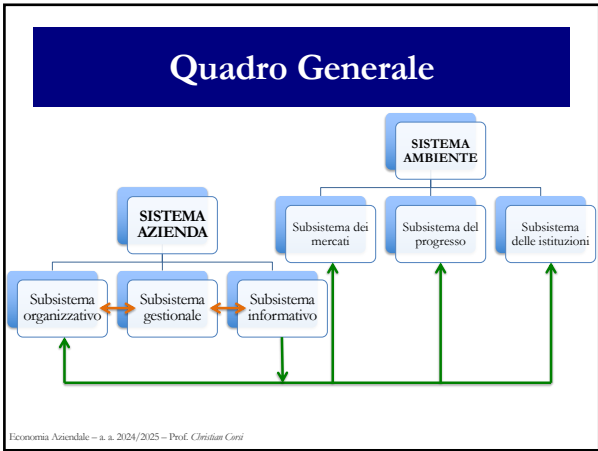 Quadro Generale
SISTEMA
AMBIENTE
SISTEMA
AZIENDA
Subsistema dei
mercati
Subsistema del
progresso
Subsistema
delle istituzioni
Subsistema
organizzativo
Subsistema
gestionale
Subsistema
informativo
Economia Aziendale – a. a. 2024/2025 – Prof. Christian Corsi